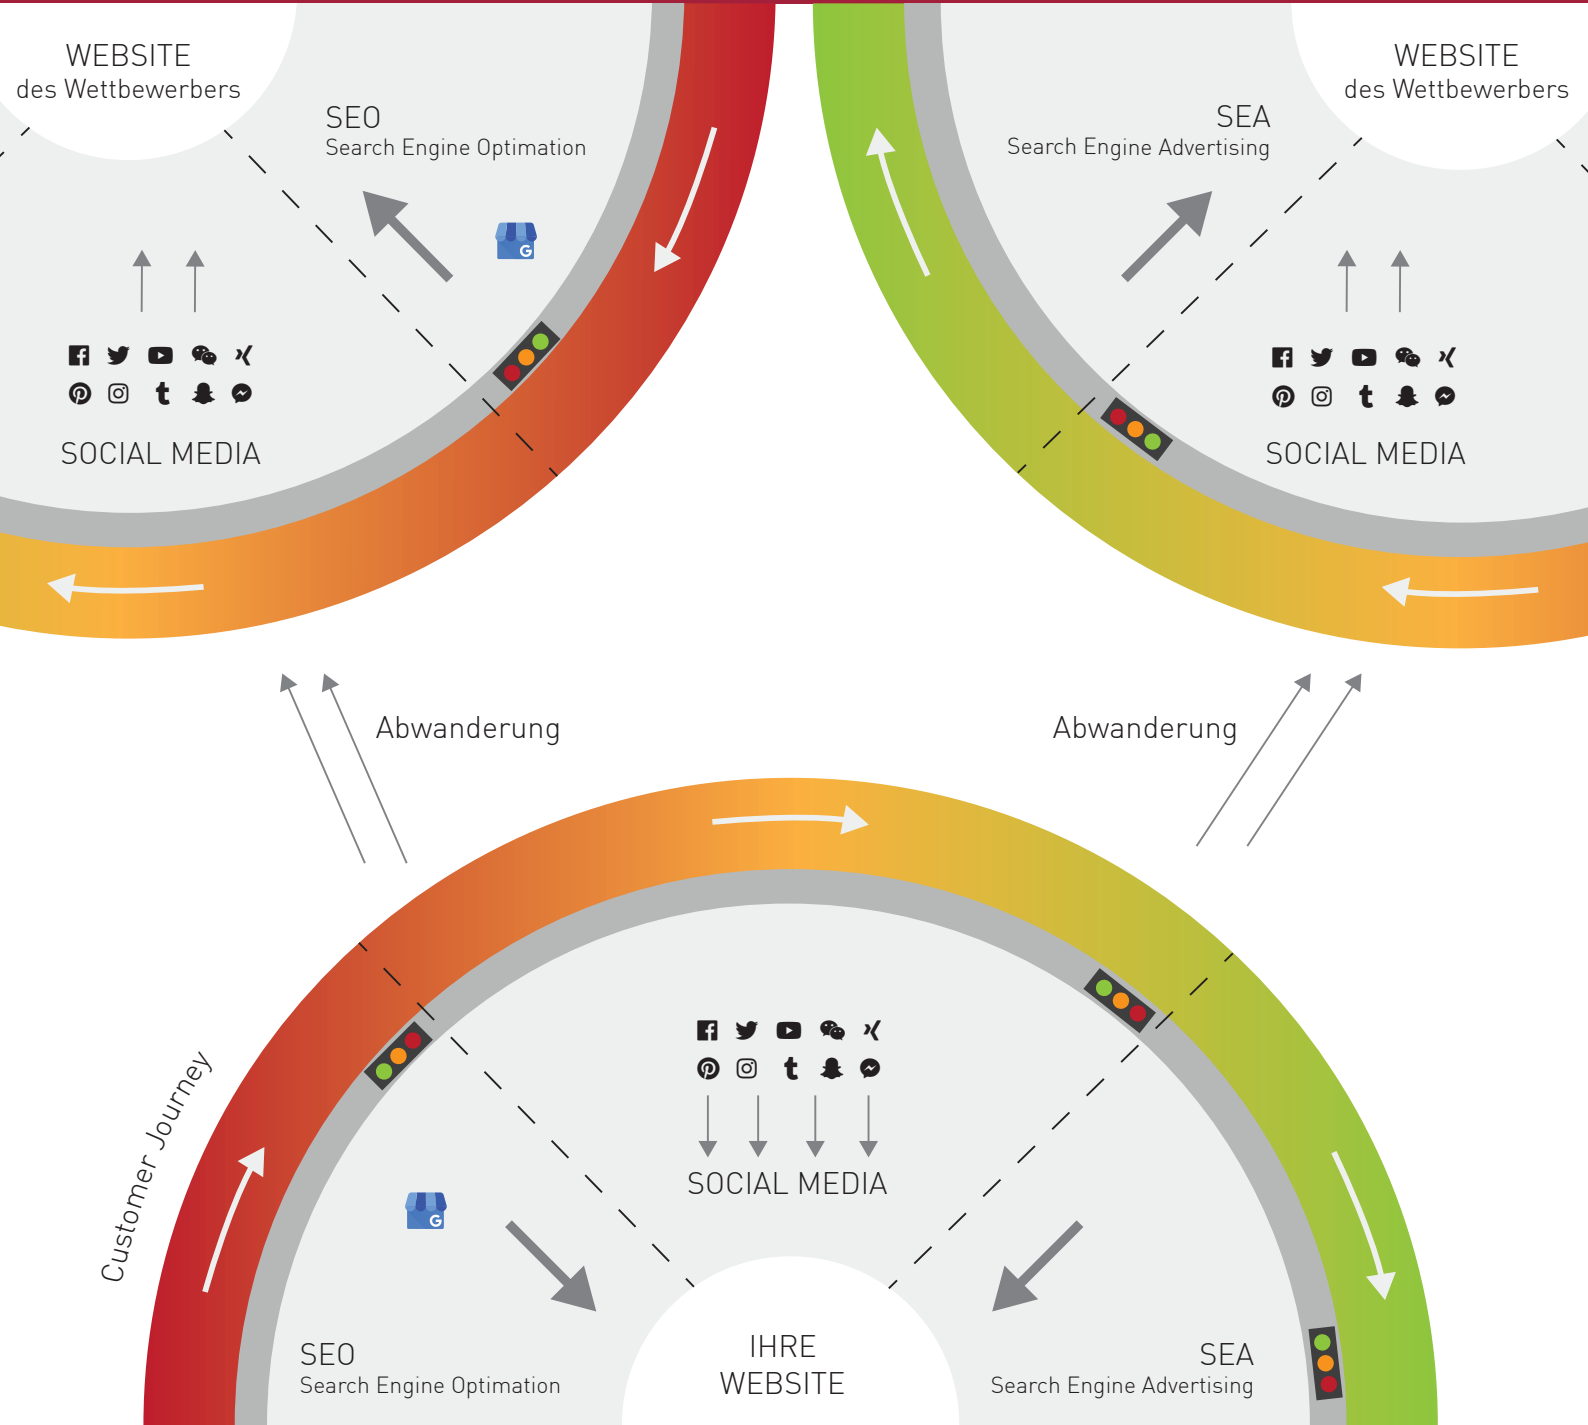 WEBSITE
des Wettbewerbers
SEO
Search Engine Optimation
SOCIAL MEDIA
WEBSITE
des Wettbewerbers
SEA
Search Engine Advertising
SOCIAL MEDIA
Abwanderung
Abwanderung
Customer Journey
SOCIAL MEDIA
SEO
Search Engine Optimation
IHRE
WEBSITE
SEA
Search Engine Advertising